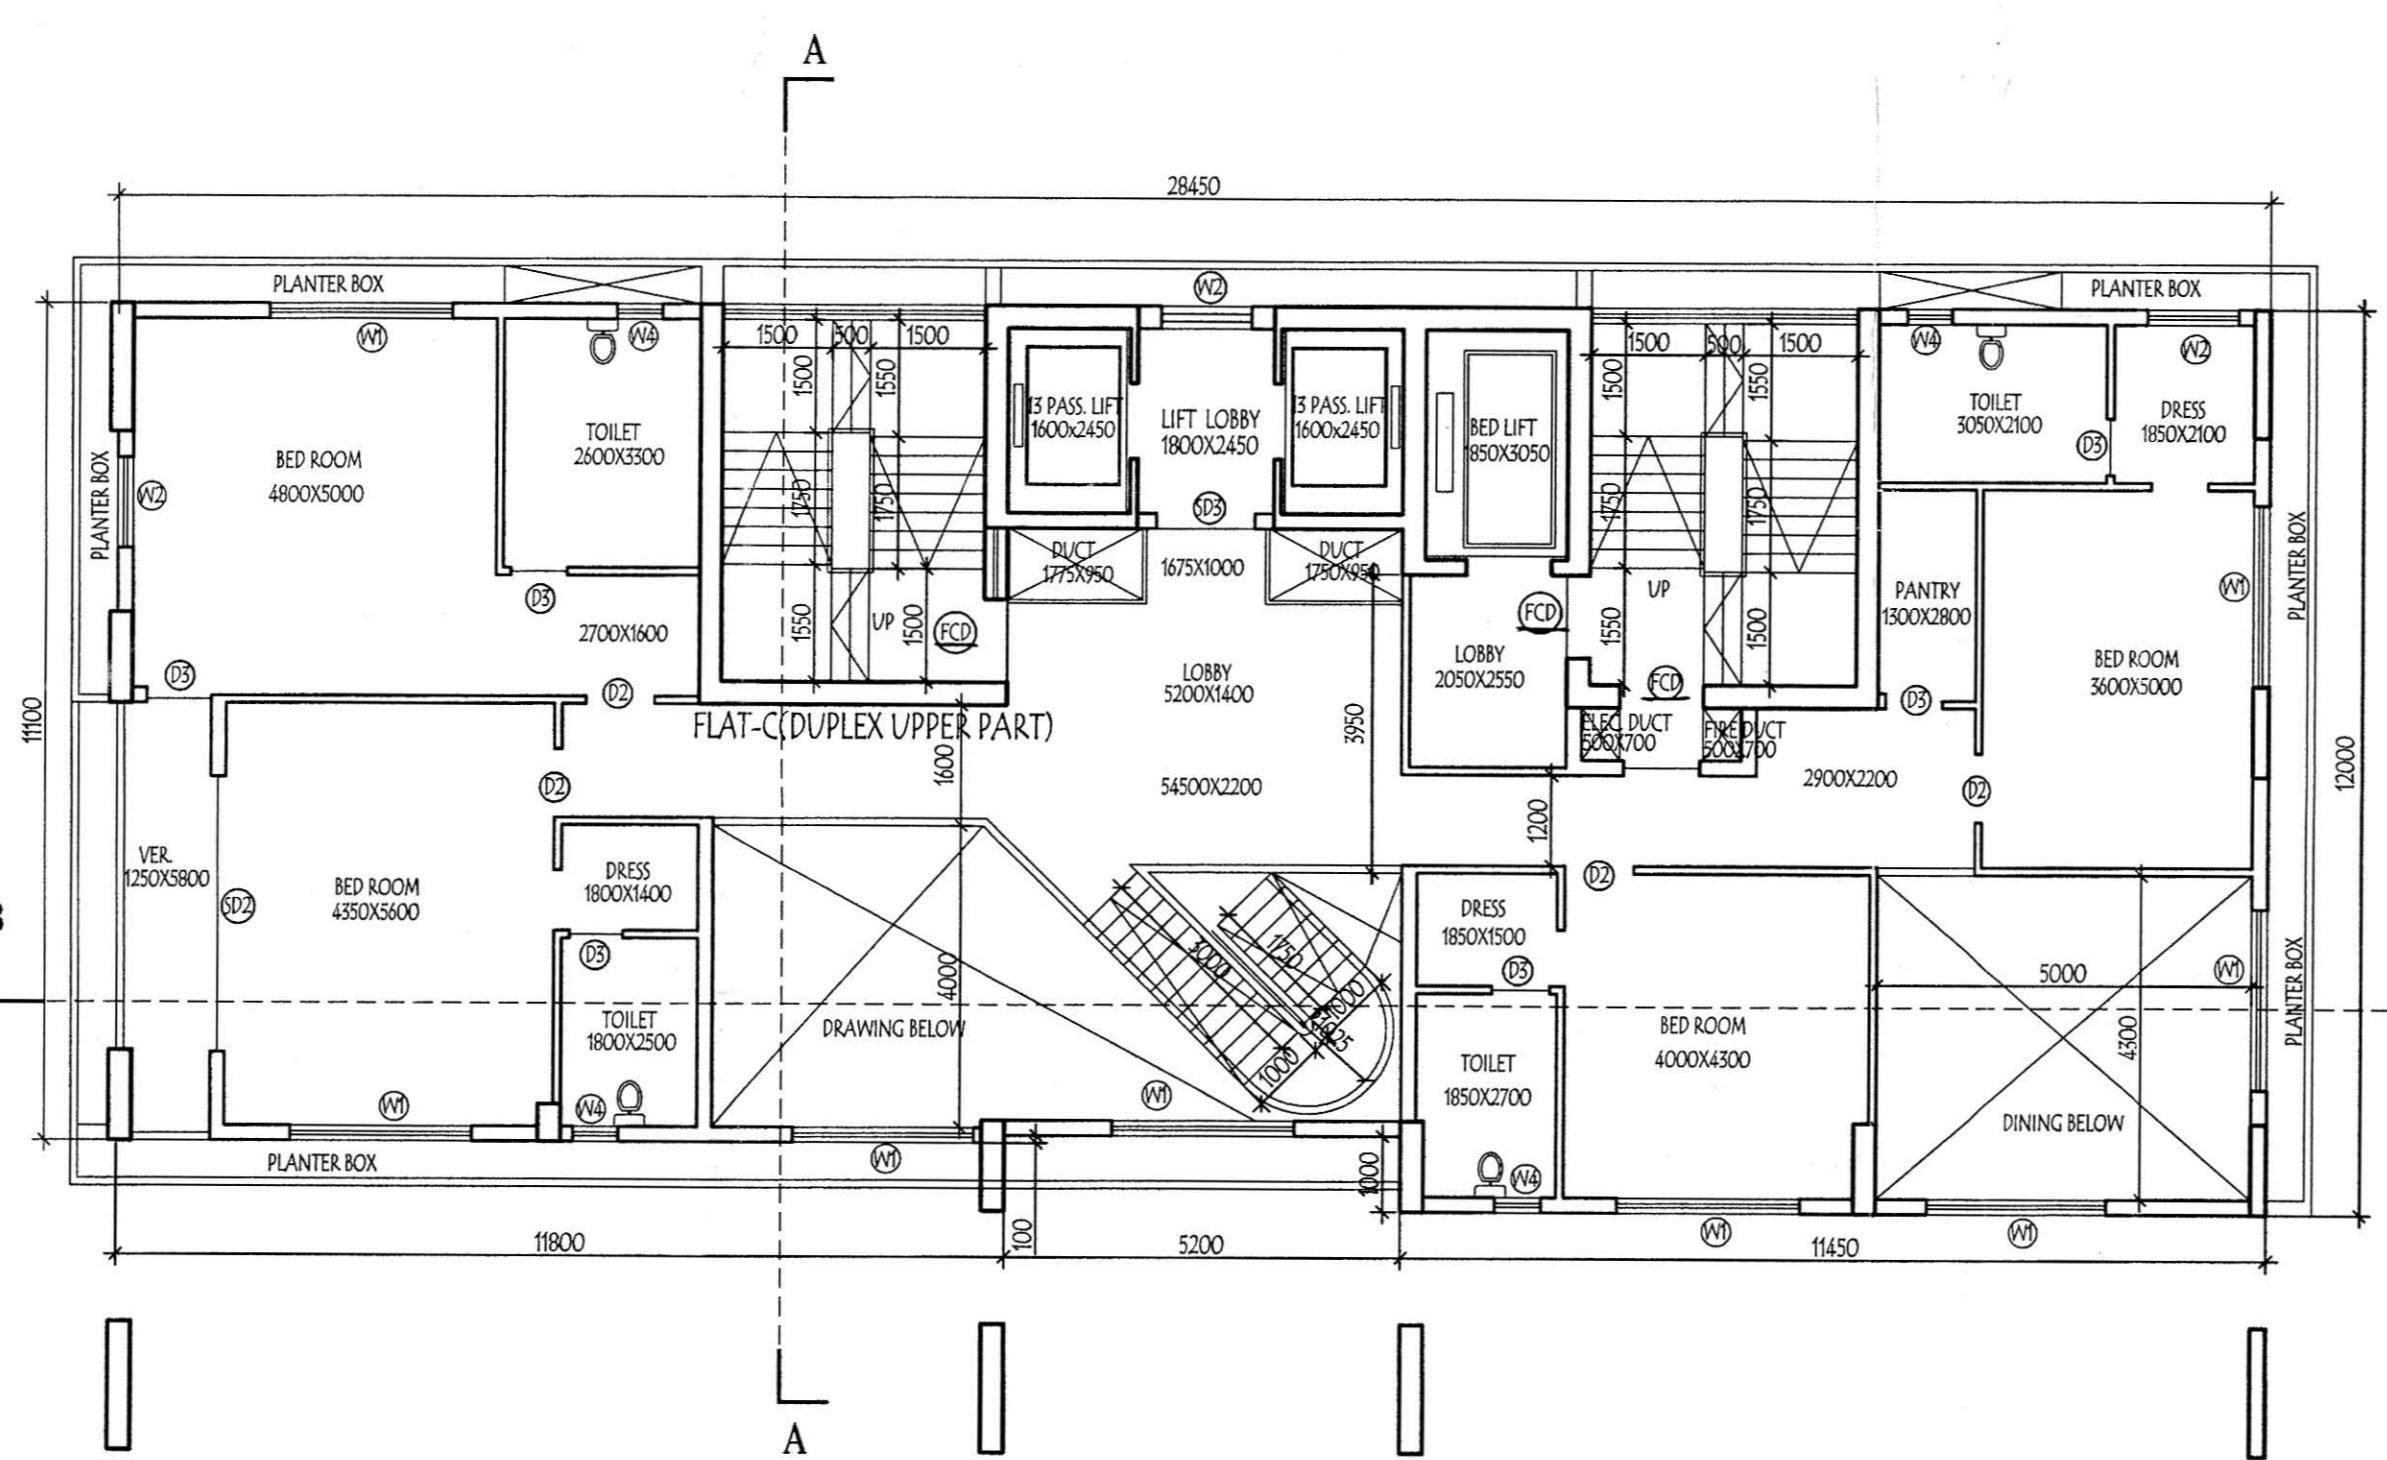 A
28450
PLANTER BOX
PLANTER BOX
W2
W1
W4
1500
500
1500
1500
500
1500
W4
W2
1500
1550
1500
1550
13 PASS. LIFT
1600x2450
LIFT LOBBY
1800X2450
13 PASS. LIFT
1600x2450
BED LIFT
1850X3050
TOILET
3050X2100
DRESS
1850X2100
D3
BED ROOM
4800X5000
TOILET
2600X3300
PLANTER BOX
W2
1750
1750
SD3
1750
1750
DUCT
1775X950
1675X1000
DUCT
1750X950
PLANTER BOX
W1
D3
2700X1600
1550
UP
1500
FCD
FCD
UP
1550
1500
PANTRY
1300X2800
D3
D2
LOBBY
5200X1400
LOBBY
2050X2550
FCD
D3
BED ROOM
3600X5000
11100
FLAT-C(DUPLEX UPPER PART)
3950
ELEC. DUCT
500X700
FIRE DUCT
500X700
12000
1600
D2
54500X2200
1200
2900X2200
D2
VER.
1250X5800
SD2
BED ROOM
4350X5600
DRESS
1800X1400
D2
D3
DRESS
1850X1500
D3
3000
1750
1000
1000
4000
DRAWING BELOW
TOILET
1800X2500
5000
W1
4300
PLANTER BOX
BED ROOM
4000X4300
TOILET
1850X2700
W1
W4
W1
DINING BELOW
PLANTER BOX
W1
1000
W4
100
W1
W1
11800
5200
11450
A